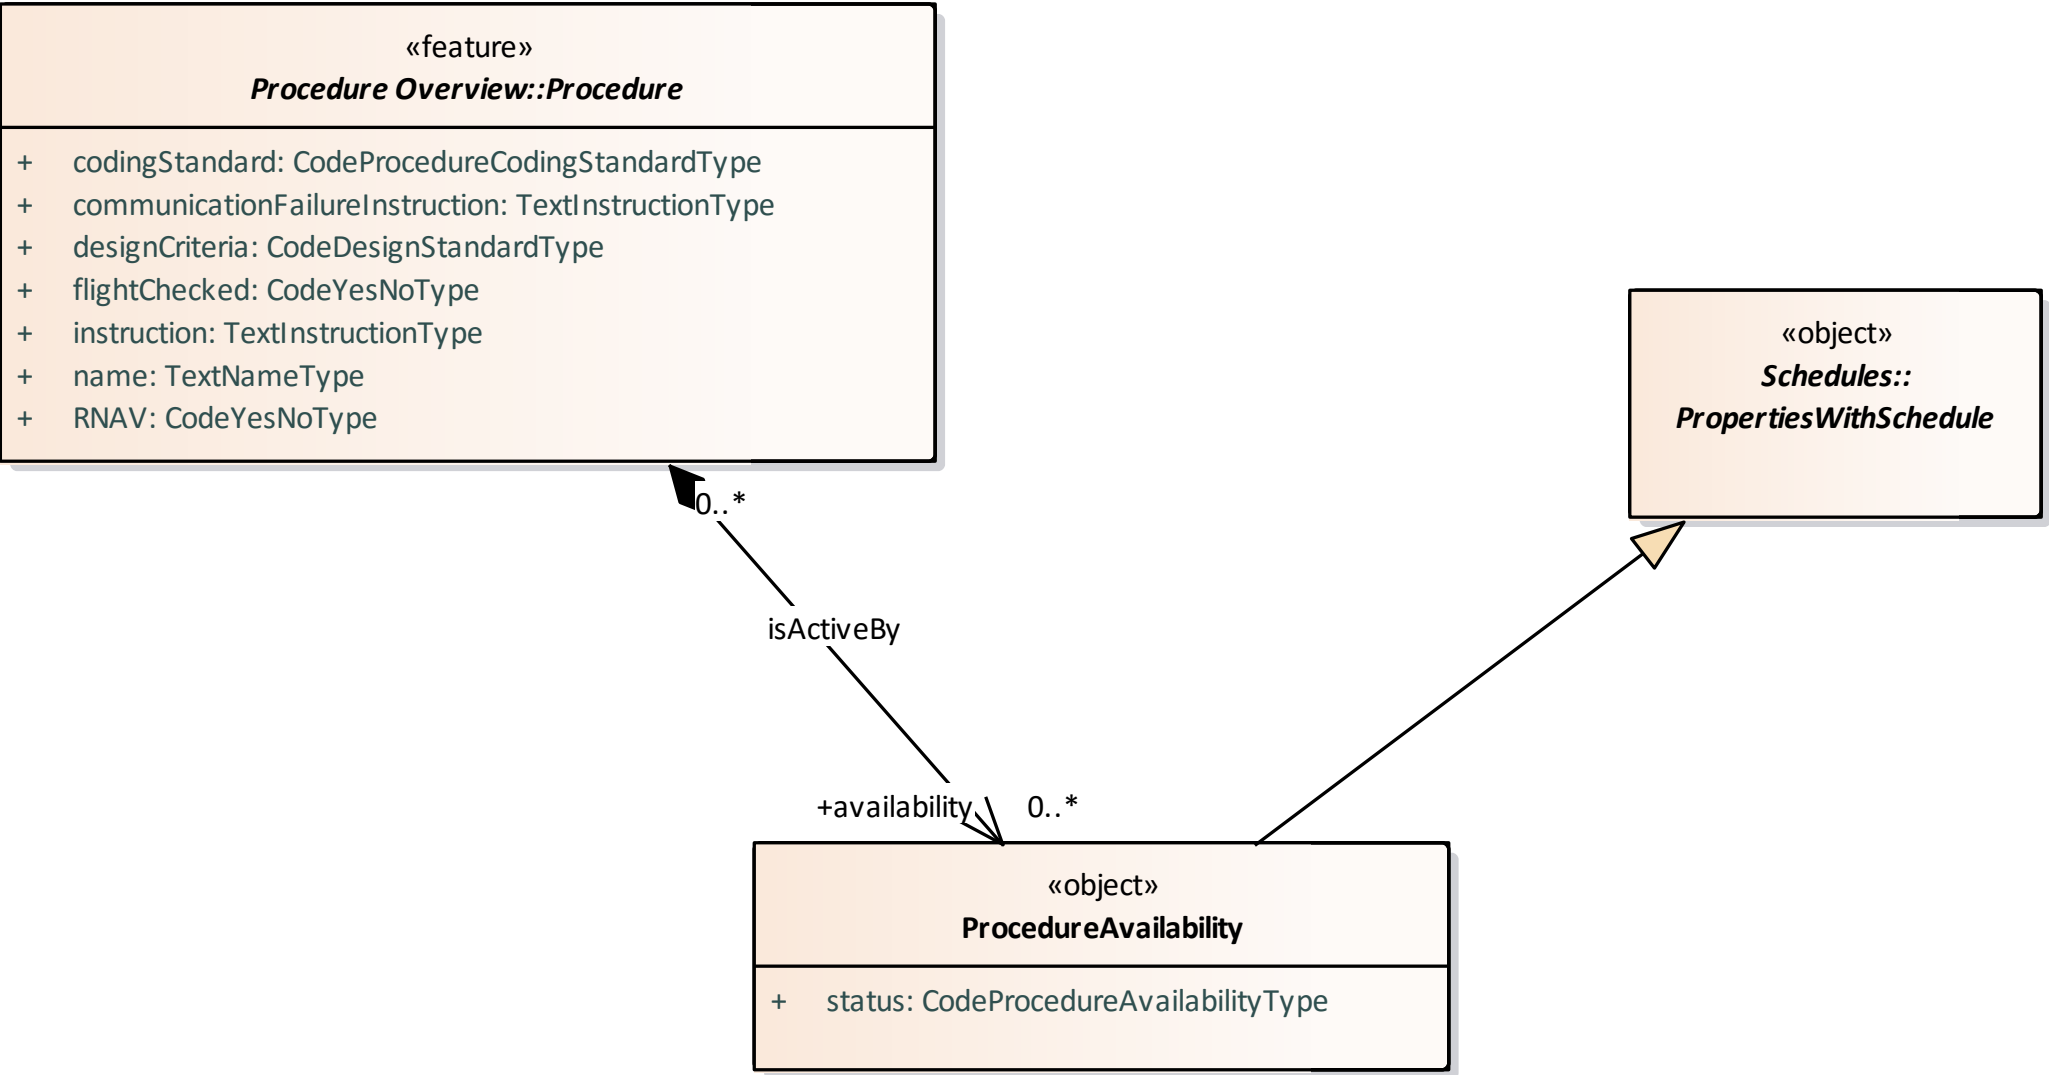 «feature»
Procedure Overview::Procedure
+ codingStandard: CodeProcedureCodingStandardType
+ communicationFailureInstruction: TextInstructionType
+ designCriteria: CodeDesignStandardType
+ flightChecked: CodeYesNoType
+ instruction: TextInstructionType
+ name: TextNameType
+ RNAV: CodeYesNoType
«object»
Schedules::
PropertiesWithSchedule
0..*
isActiveBy
+availability 0..*
«object»
ProcedureAvailability
+ status: CodeProcedureAvailabilityType